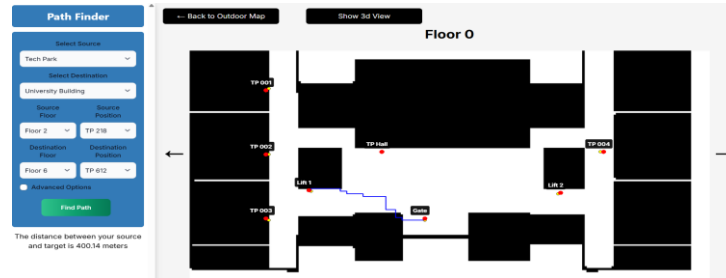 Path Finder
Select Source
Tech Park
Select Destination
University Building
Source Floor
Source Position
Floor 2
TP 218
Destination Floor
Destination Position
Floor 6
TP 612
Advanced Options
Find Path
The distance between your source
and target is 400.14 meters
← Back to Outdoor Map
Show 3d View
Floor 0
TP 001
TP 002
TP Hall
TP 004
Lift 1
Lift 2
TP 003
Gate